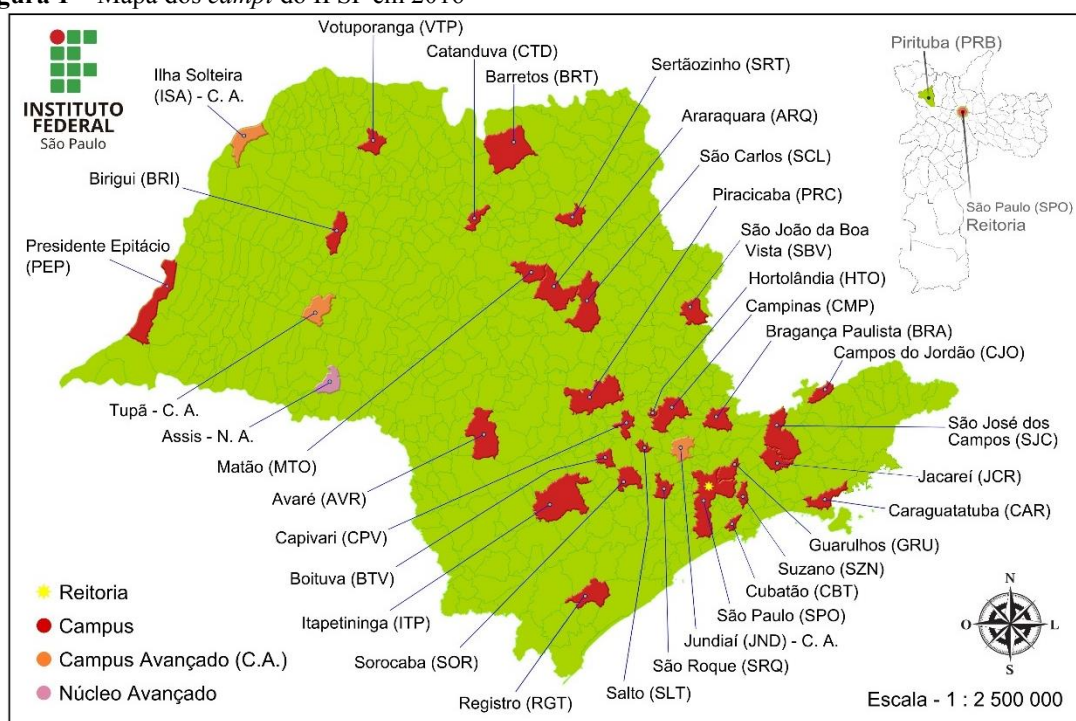 Mapa dos campi do IFSP em 2016
INSTITUTO
FEDERAL
São Paulo
Ilha Solteira
(ISA) - C. A.
Votuporanga (VTP)
Catanduva (CTD)
Barretos (BRT)
Sertãozinho (SRT)
Araraquara (ARQ)
São Carlos (SCL)
Piracicaba (PRC)
São João da Boa
Vista (SBV)
Hortolândia (HTO)
Campinas (CMP)
Bragança Paulista (BRA)
Campos do Jordão (CJO)
Pirituba (PRB)
São Paulo (SPO)
Reitoria
Birigui (BRI)
Presidente Epitácio
(PEP)
Tupã - C. A.
Assis - N. A.
Matão (MTO)
Avaré (AVR)
Capivari (CPV)
Boituva (BTV)
Itapetininga (ITP)
Sorocaba (SOR)
Registro (RGT)
São José dos
Campos (SJC)
Jacareí (JCR)
Caraguatatuba (CAR)
Guarulhos (GRU)
Suzano (SZN)
Cubatão (CBT)
São Paulo (SPO)
Jundiaí (JND) - C. A.
São Roque (SRQ)
Salto (SLT)
Reitoria
Campus
Campus Avançado (C.A.)
Núcleo Avançado
N
O
L
S
Escala - 1 : 2 500 000